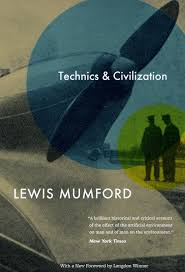 Technics & Civilization
LEWIS MUMFORD
"A brilliant historical and critical account
of the effect of the artificial environment
on man and of man on the environment."
New York Times
With a New Foreword by Langdon Winner